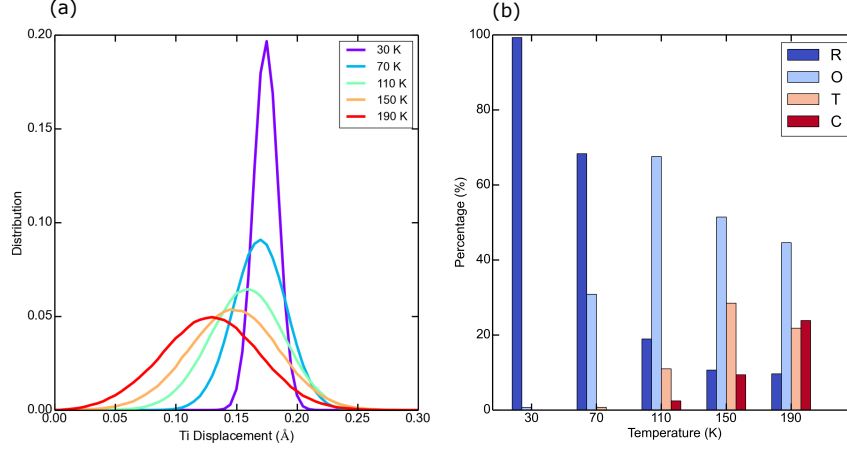 (a)
0.20
0.15
0.10
0.05
0.00
0.00 0.05 0.10 0.15 0.20 0.25 0.30
Distribution
Ti Displacement (Å)
30 K
70 K
110 K
150 K
190 K
(b)
100
80
60
40
20
0
30 70 110 150 190
Percentage (%)
Temperature (K)
R
O
T
C